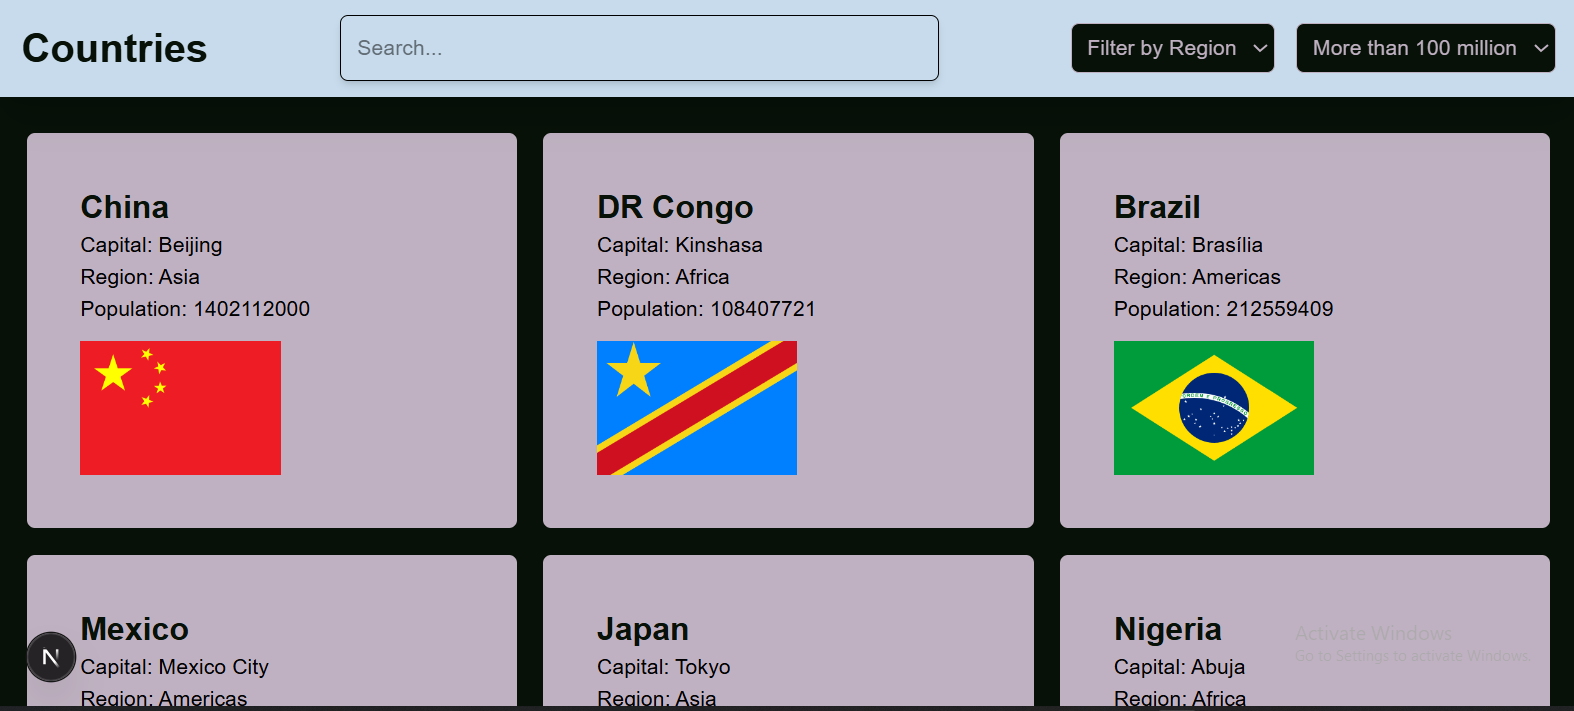 Countries
Search...
Filter by Region
More than 100 million
China
Capital: Beijing
Region: Asia
Population: 1402112000
DR Congo
Capital: Kinshasa
Region: Africa
Population: 108407721
Brazil
Capital: Brasília
Region: Americas
Population: 212559409
Mexico
Capital: Mexico City
Region: Americas
Japan
Capital: Tokyo
Region: Asia
Nigeria
Capital: Abuja
Region: Africa
N
Activate Windows
Go to Settings to activate Windows.